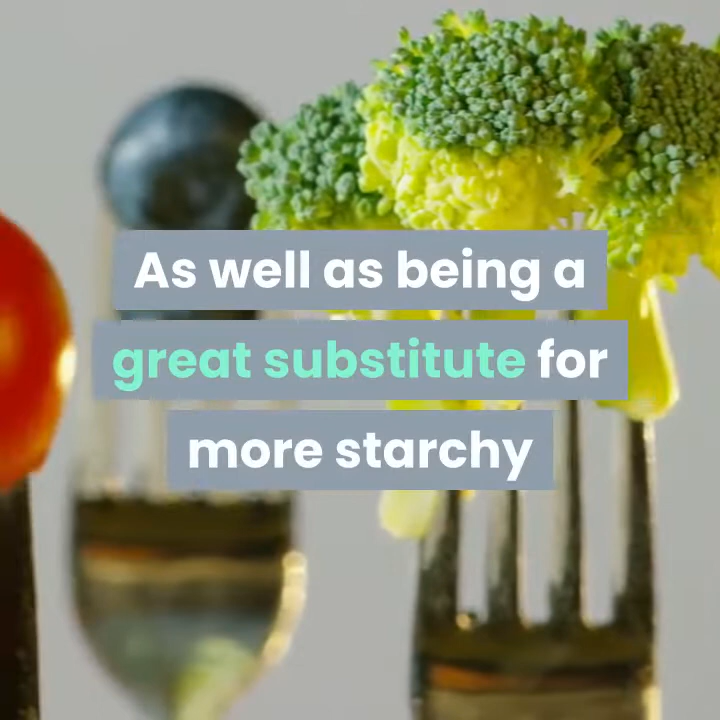 As well as being a
great substitute for
more starchy